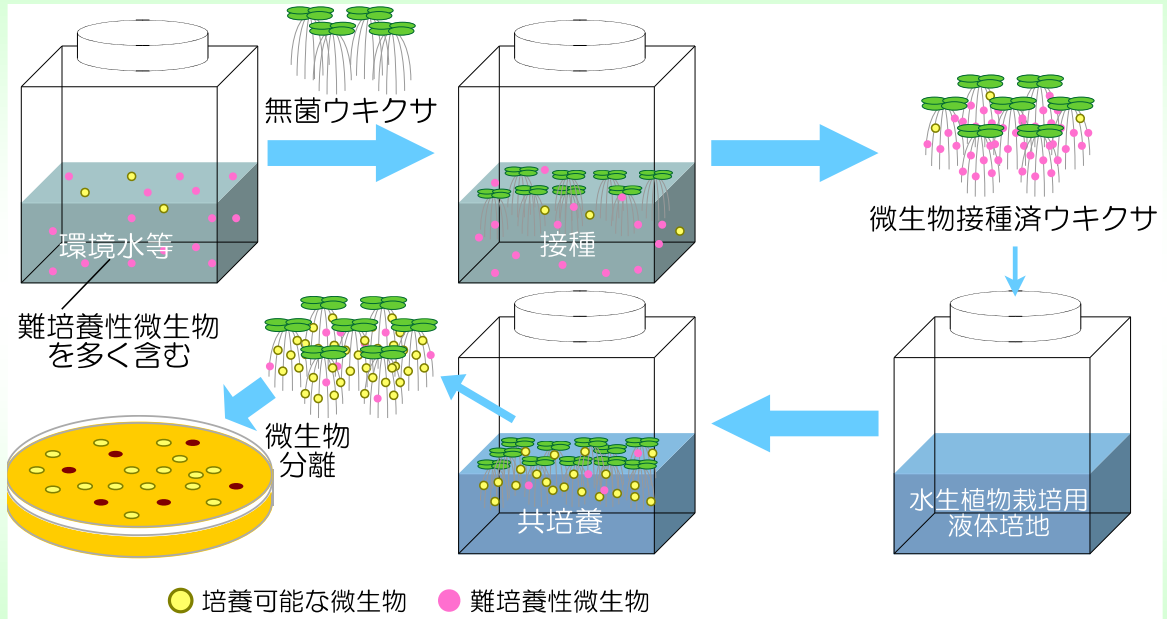 無菌ウキクサ
環境水等
難培養性微生物
を多く含む
接種
微生物接種済ウキクサ
水生植物栽培用
液体培地
共培養
微生物
分離
培養可能な微生物
難培養性微生物